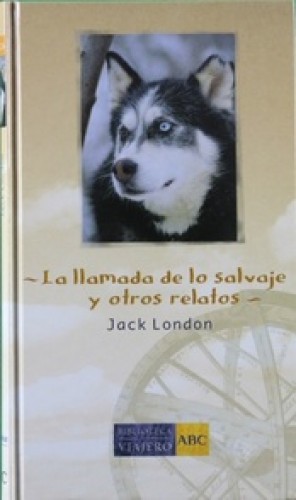 ~La llamada de lo salvaje
y otros relatos~
Jack London
BIBLIOTECA
VIAJERO
ABC